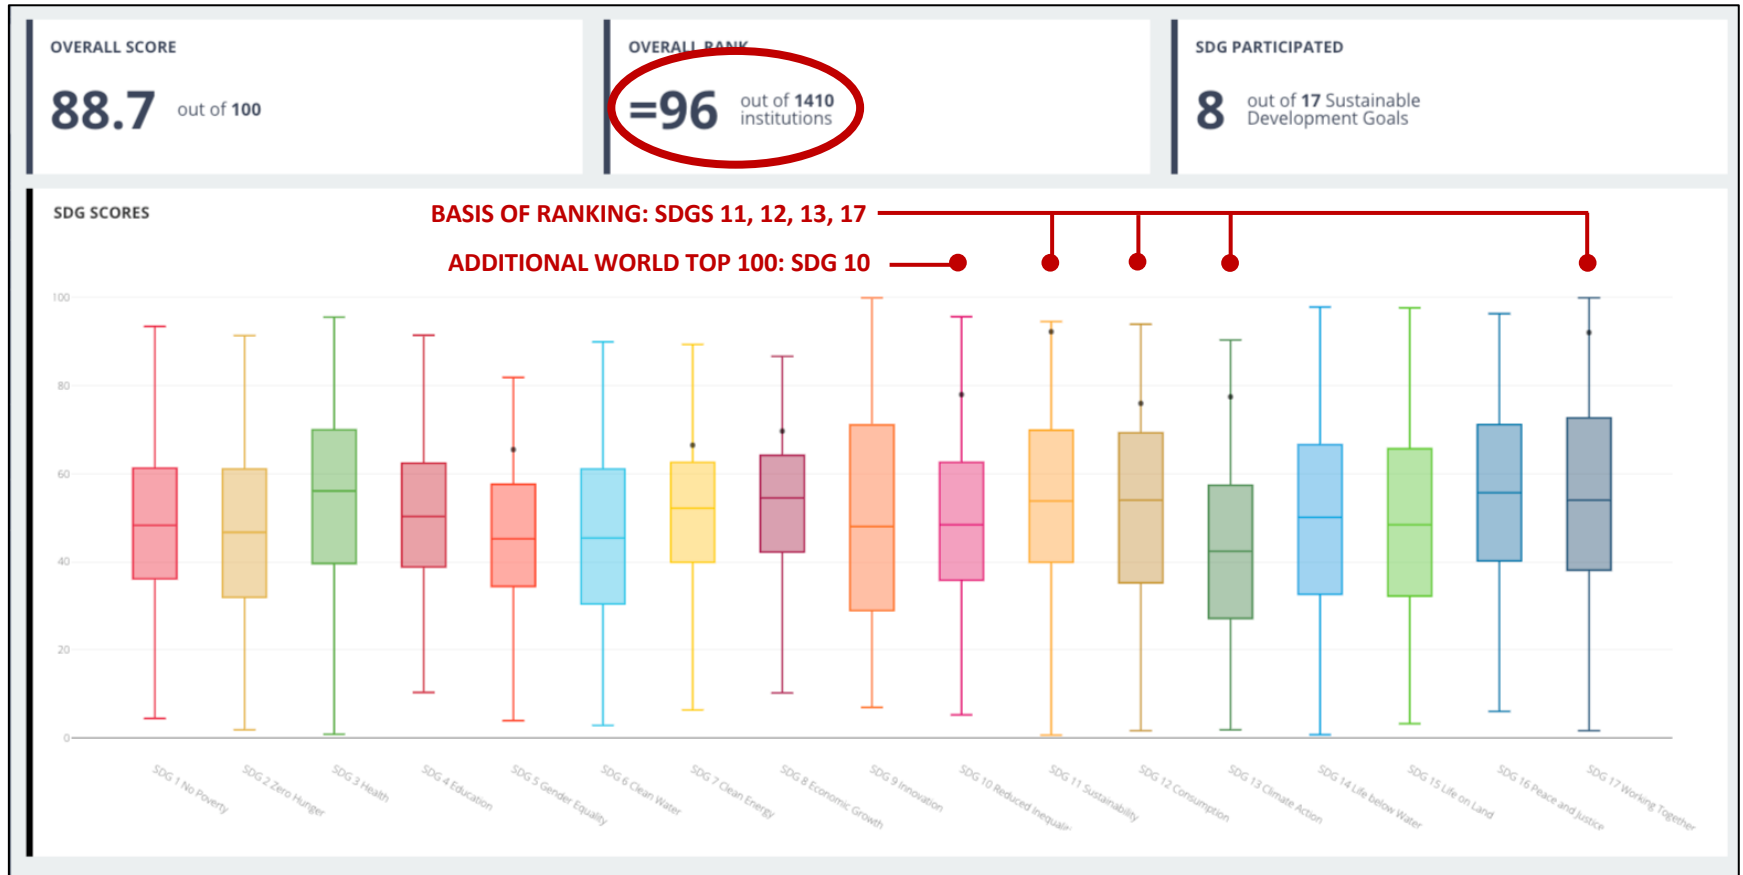 OVERALL SCORE
88.7 out of 100
OVERALL RANK
=96 out of 1410
institutions
SDG PARTICIPATED
8 out of 17 Sustainable
Development Goals
SDG SCORES
BASIS OF RANKING: SDGS 11, 12, 13, 17
ADDITIONAL WORLD TOP 100: SDG 10
100
80
60
40
20
0
SDG 1 No Poverty
SDG 2 Zero Hunger
SDG 3 Health
SDG 4 Education
SDG 5 Gender Equality
SDG 6 Clean Water
SDG 7 Clean Energy
SDG 8 Economic Growth
SDG 9 Innovation
SDG 10 Reduced Inequalit
SDG 11 Sustainability
SDG 12 Consumption
SDG 13 Climate Action
SDG 14 Life below Water
SDG 15 Life on Land
SDG 16 Peace and Justice
SDG 17 Working Together